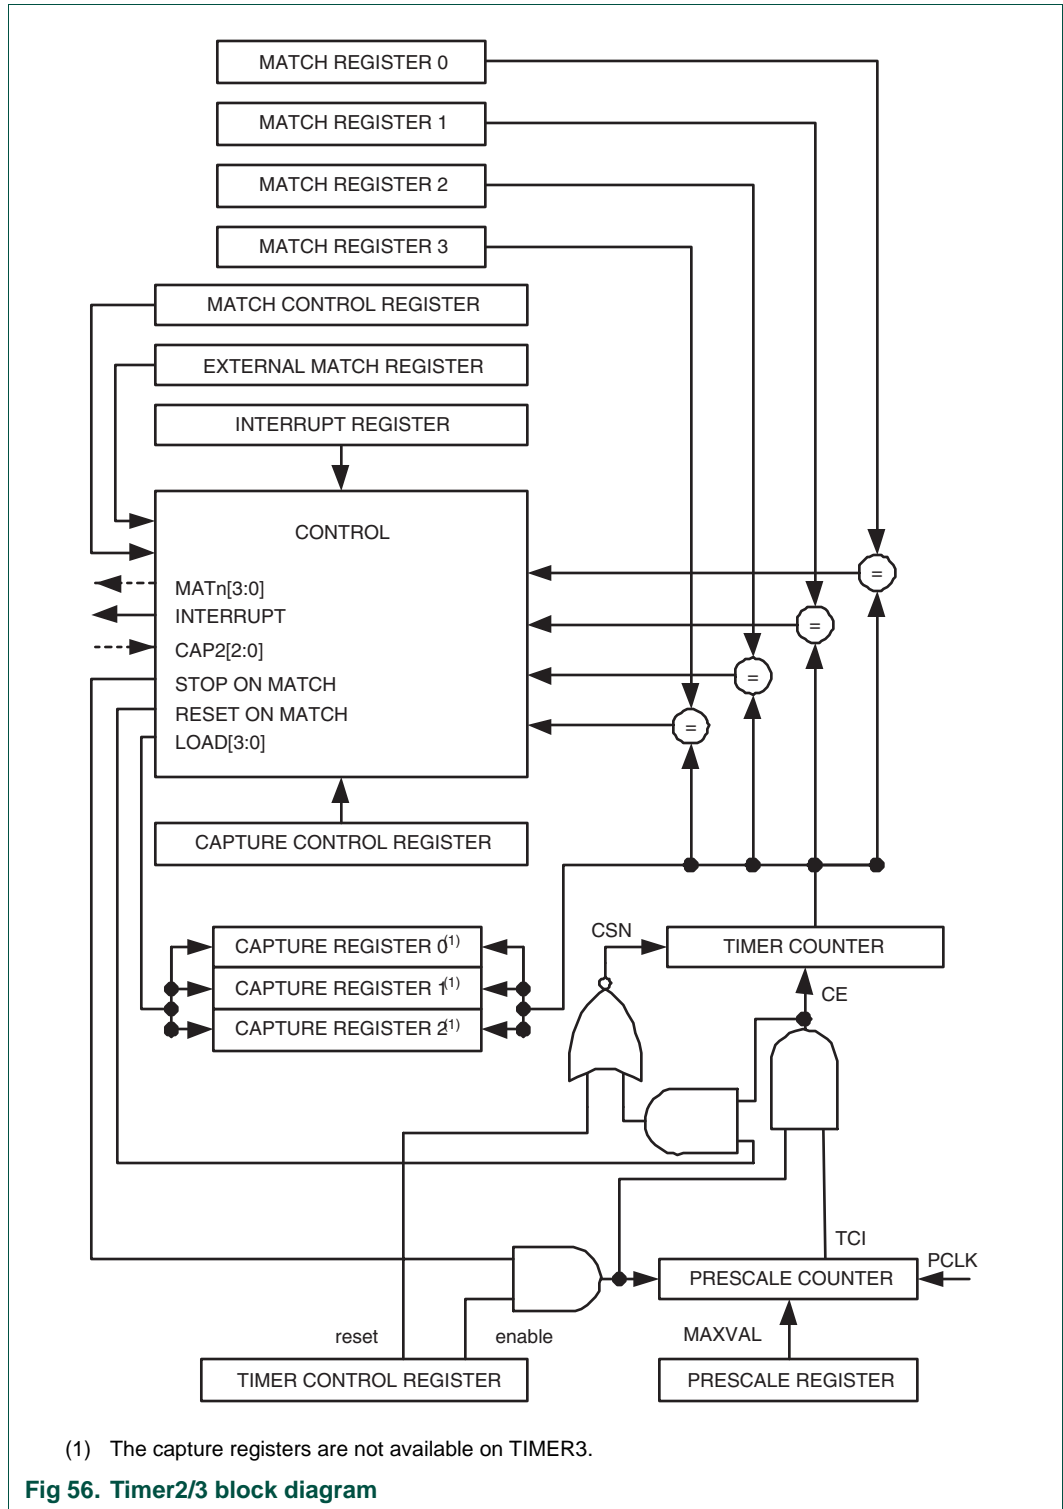 MATCH REGISTER 0
MATCH REGISTER 1
MATCH REGISTER 2
MATCH REGISTER 3
MATCH CONTROL REGISTER
EXTERNAL MATCH REGISTER
INTERRUPT REGISTER
CONTROL
=
MATn[3:0]
INTERRUPT
=
CAP2[2:0]
STOP ON MATCH
=
RESET ON MATCH
=
LOAD[3:0]
CAPTURE CONTROL REGISTER
CSN
CAPTURE REGISTER 0(1)
TIMER COUNTER
CAPTURE REGISTER 1(1)
CE
CAPTURE REGISTER 2(1)
TCI
PCLK
PRESCALE COUNTER
reset
enable
MAXVAL
TIMER CONTROL REGISTER
PRESCALE REGISTER
(1) The capture registers are not available on TIMER3.
Fig 56. Timer2/3 block diagram